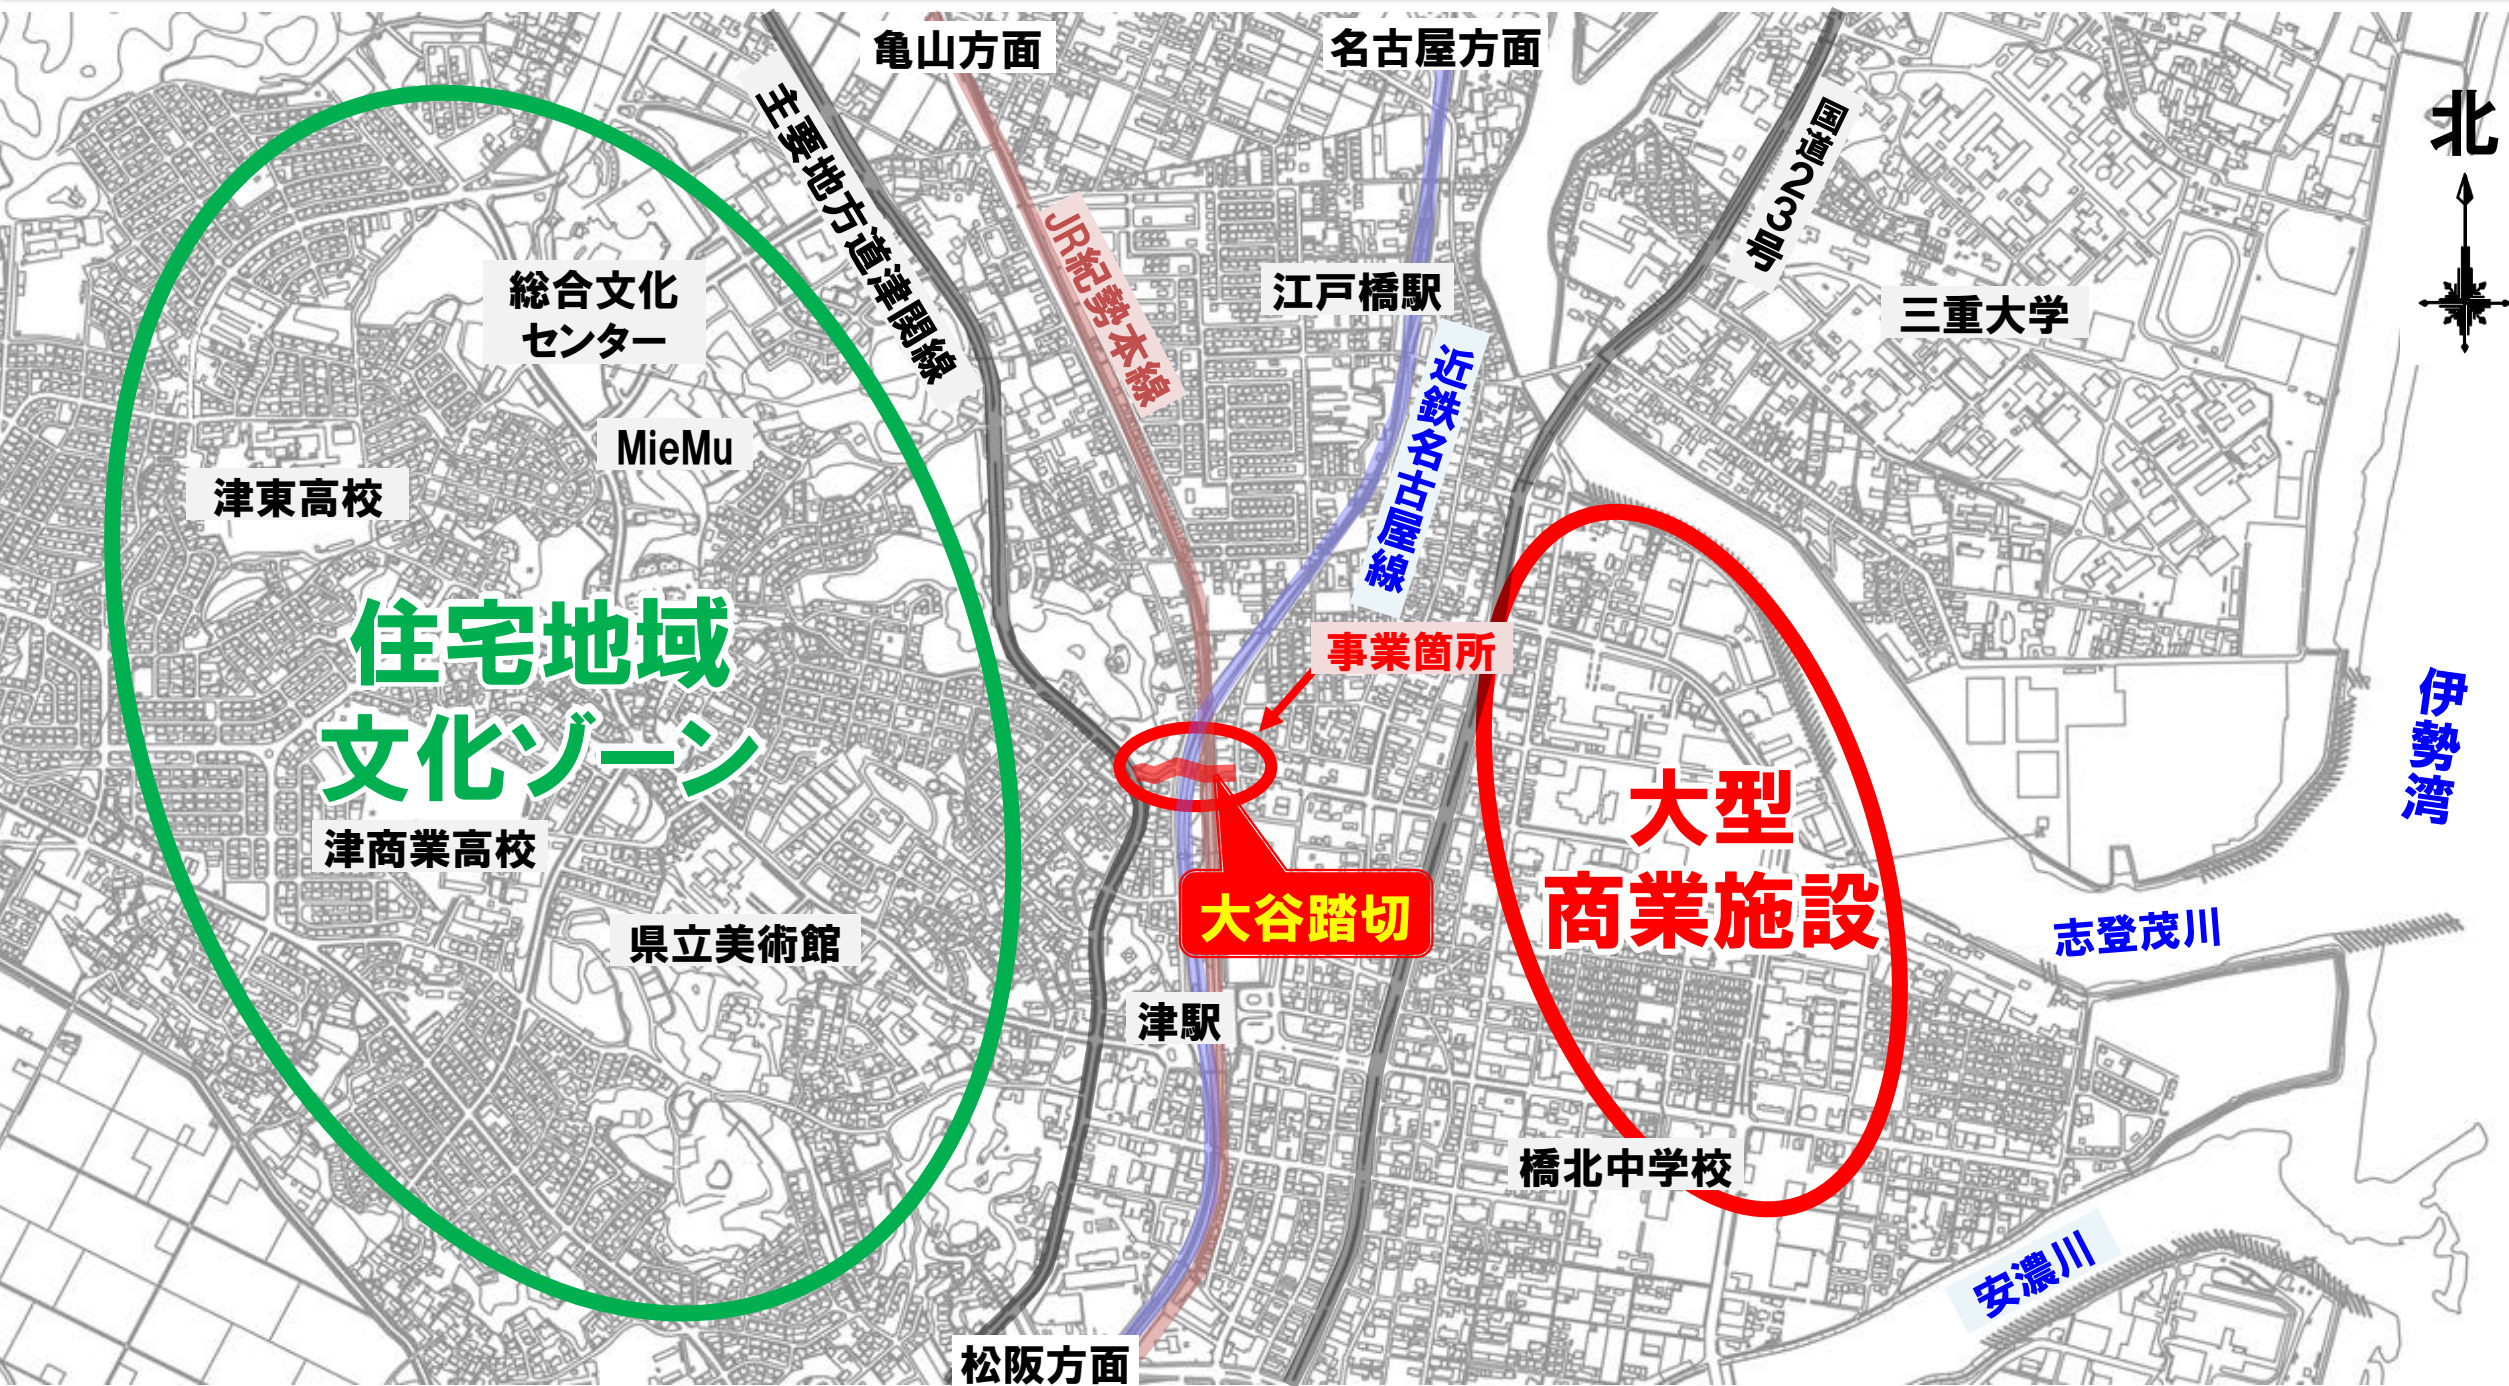 亀山方面
名古屋方面
北
主要地方道津関線
国道23号
JR紀勢本線
総合文化
センター
江戸橋駅
三重大学
近鉄名古屋線
MieMu
津東高校
事業箇所
住宅地域
文化ゾーン
伊勢湾
大型
商業施設
津商業高校
大谷踏切
県立美術館
志登茂川
津駅
橋北中学校
安濃川
松阪方面